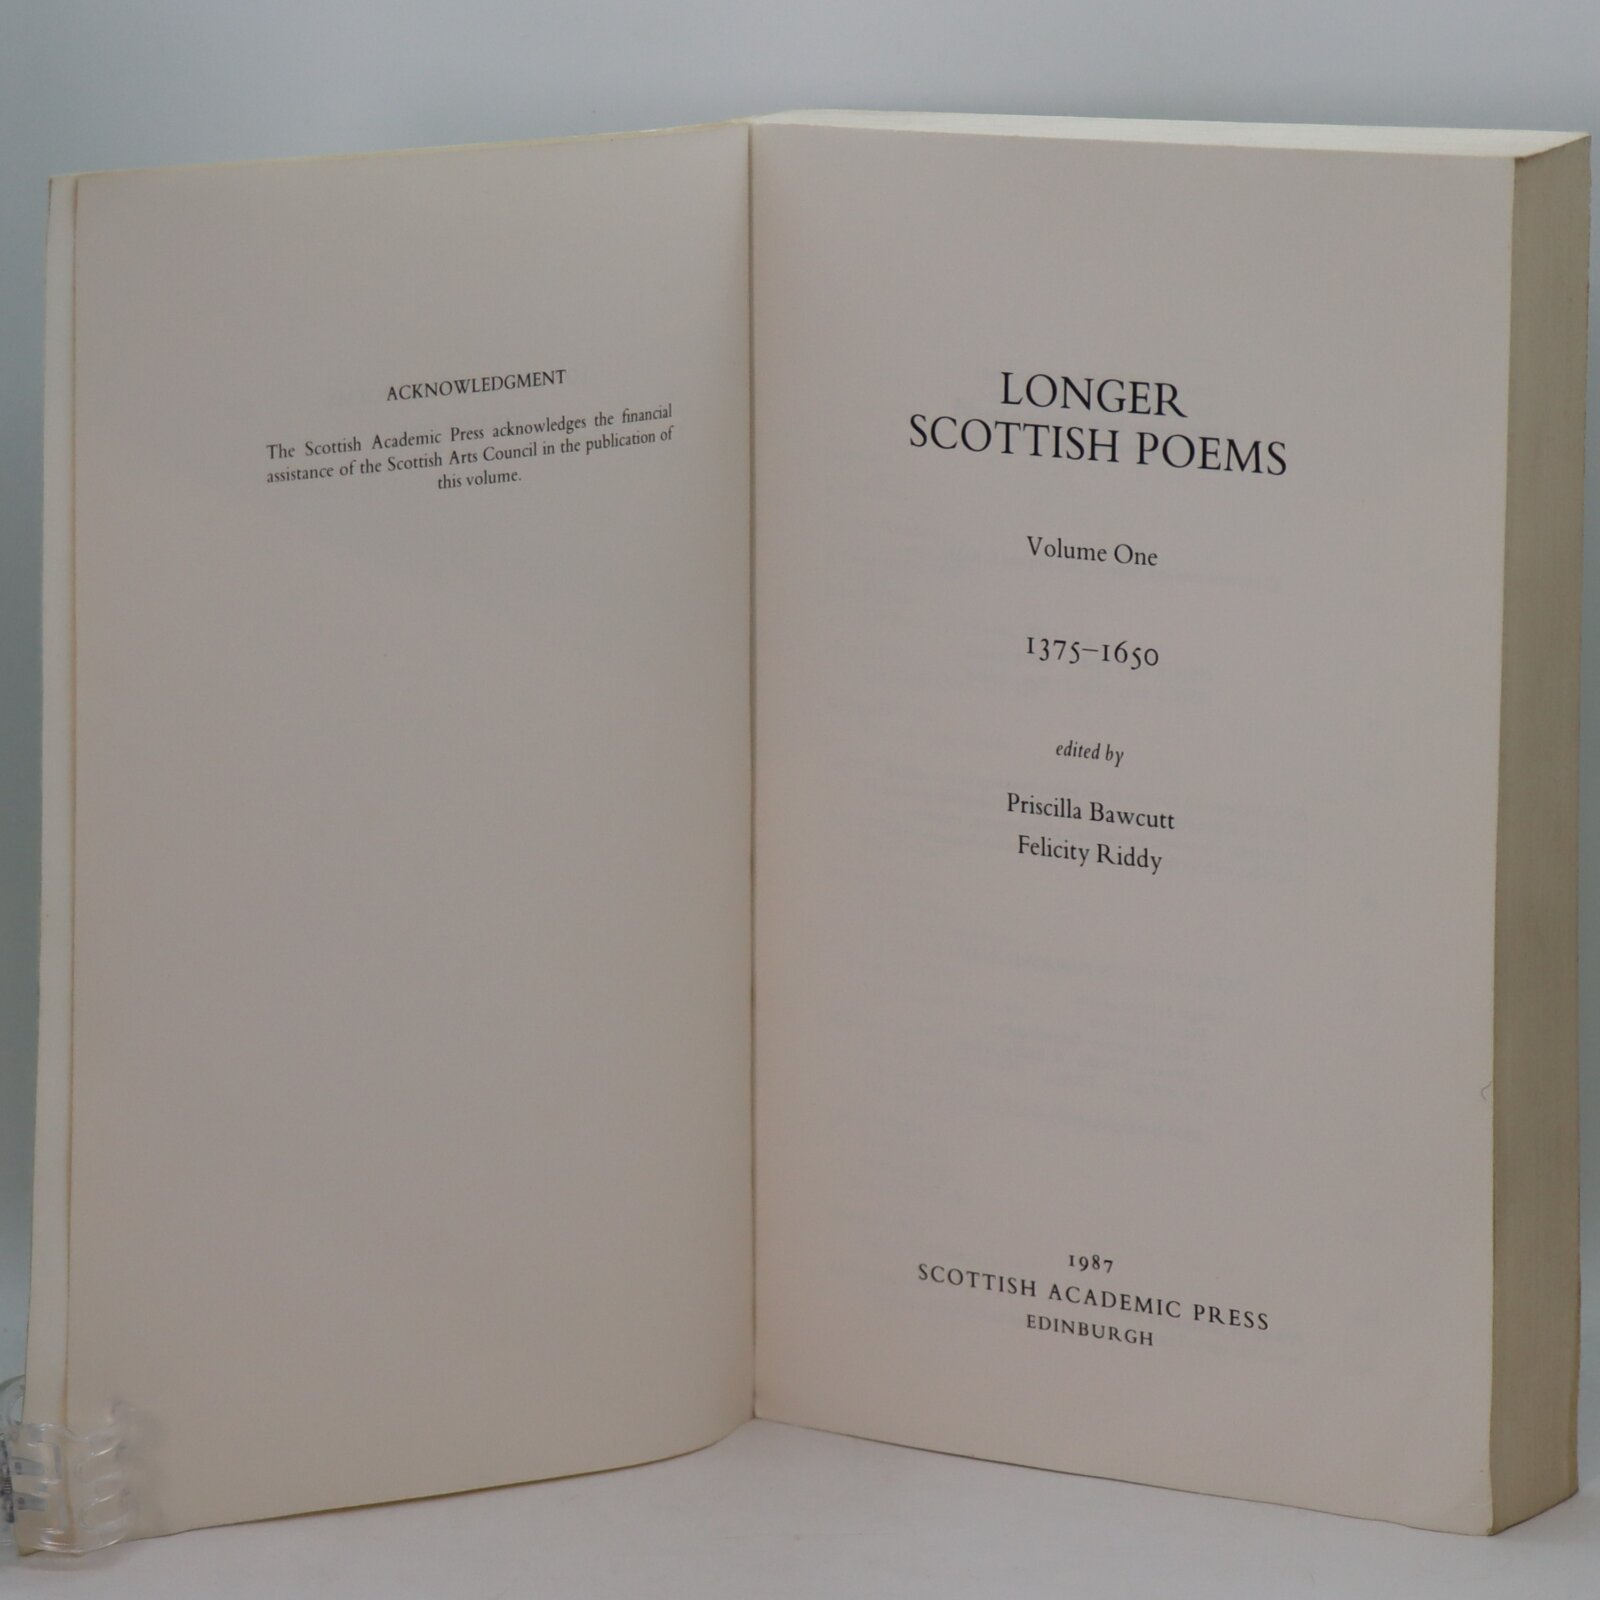 ACKNOWLEDGMENT
The Scottish Academic Press acknowledges the financial
assistance of the Scottish Arts Council in the publication of
this volume.
LONGER
SCOTTISH POEMS
Volume One
1375–1650
edited by
Priscilla Bawcutt
Felicity Riddy
1987
SCOTTISH ACADEMIC PRESS
EDINBURGH